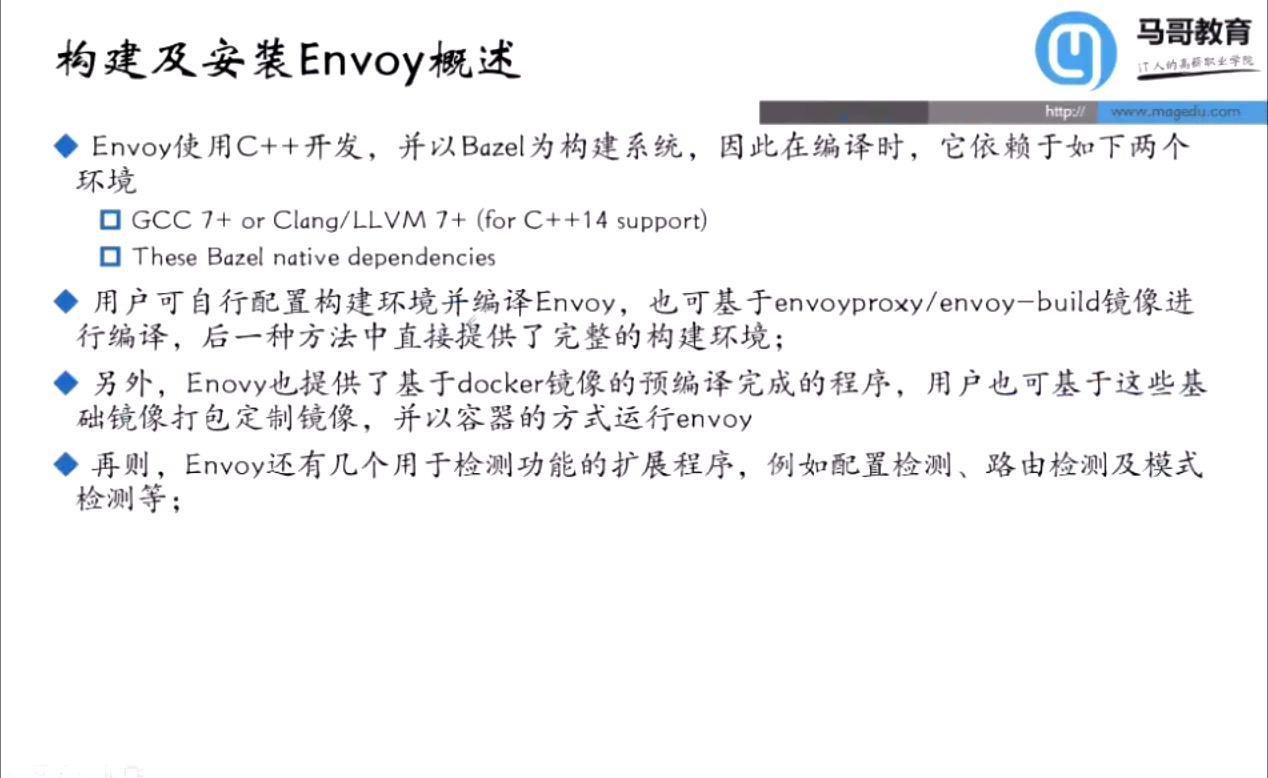 构建及安装Envoy概述
马哥教育
IT人的高薪职业学院
http:// www.magedu.com
Envoy使用C++开发，并以Bazel为构建系统，因此在编译时，它依赖于如下两个
环境
GCC 7+ or Clang/LLVM 7+ (for C++14 support)
These Bazel native dependencies
用户可自行配置构建环境并编译Envoy，也可基于envoyproxy/envoy-build镜像进
行编译，后一种方法中直接提供了完整的构建环境；
另外，Enovy也提供了基于docker镜像的预编译完成的程序，用户也可基于这些基
础镜像打包定制镜像，并以容器的方式运行envoy
再则，Envoy还有几个用于检测功能的扩展程序，例如配置检测、路由检测及模式
检测等；